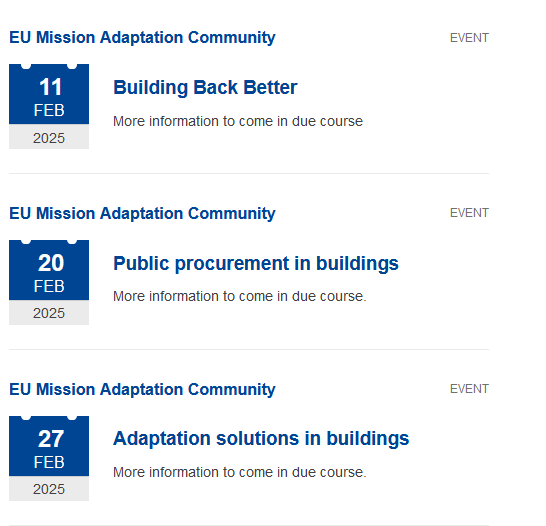 EU Mission Adaptation Community
EVENT
11
FEB
2025
Building Back Better
More information to come in due course
EU Mission Adaptation Community
EVENT
20
FEB
2025
Public procurement in buildings
More information to come in due course.
EU Mission Adaptation Community
EVENT
27
FEB
2025
Adaptation solutions in buildings
More information to come in due course.